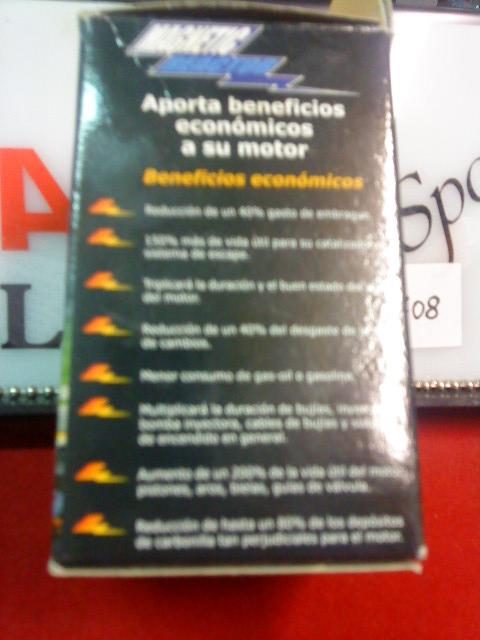 MAGNETIC
Aporta beneficios
económicos
a su motor
Beneficios económicos
Reducción de un 40% gasto de embrague.
150% más de vida útil para su catalizador
sistema de escape.
Triplicará la duración y el buen estado del
del motor.
Reducción de un 40% del desgaste de
de cambios.
Menor consumo de gas-oil o gasolina.
Multiplicará la duración de bujías,
bomba inyectora, cables de bujías y
de encendido en general.
Aumento de un 200% de la vida útil del motor,
pistones, aros, bielas, guías de válvula.
Reducción de hasta un 80% de los depósitos
de carbonilla tan perjudiciales para el motor.
A
L
Spo
08